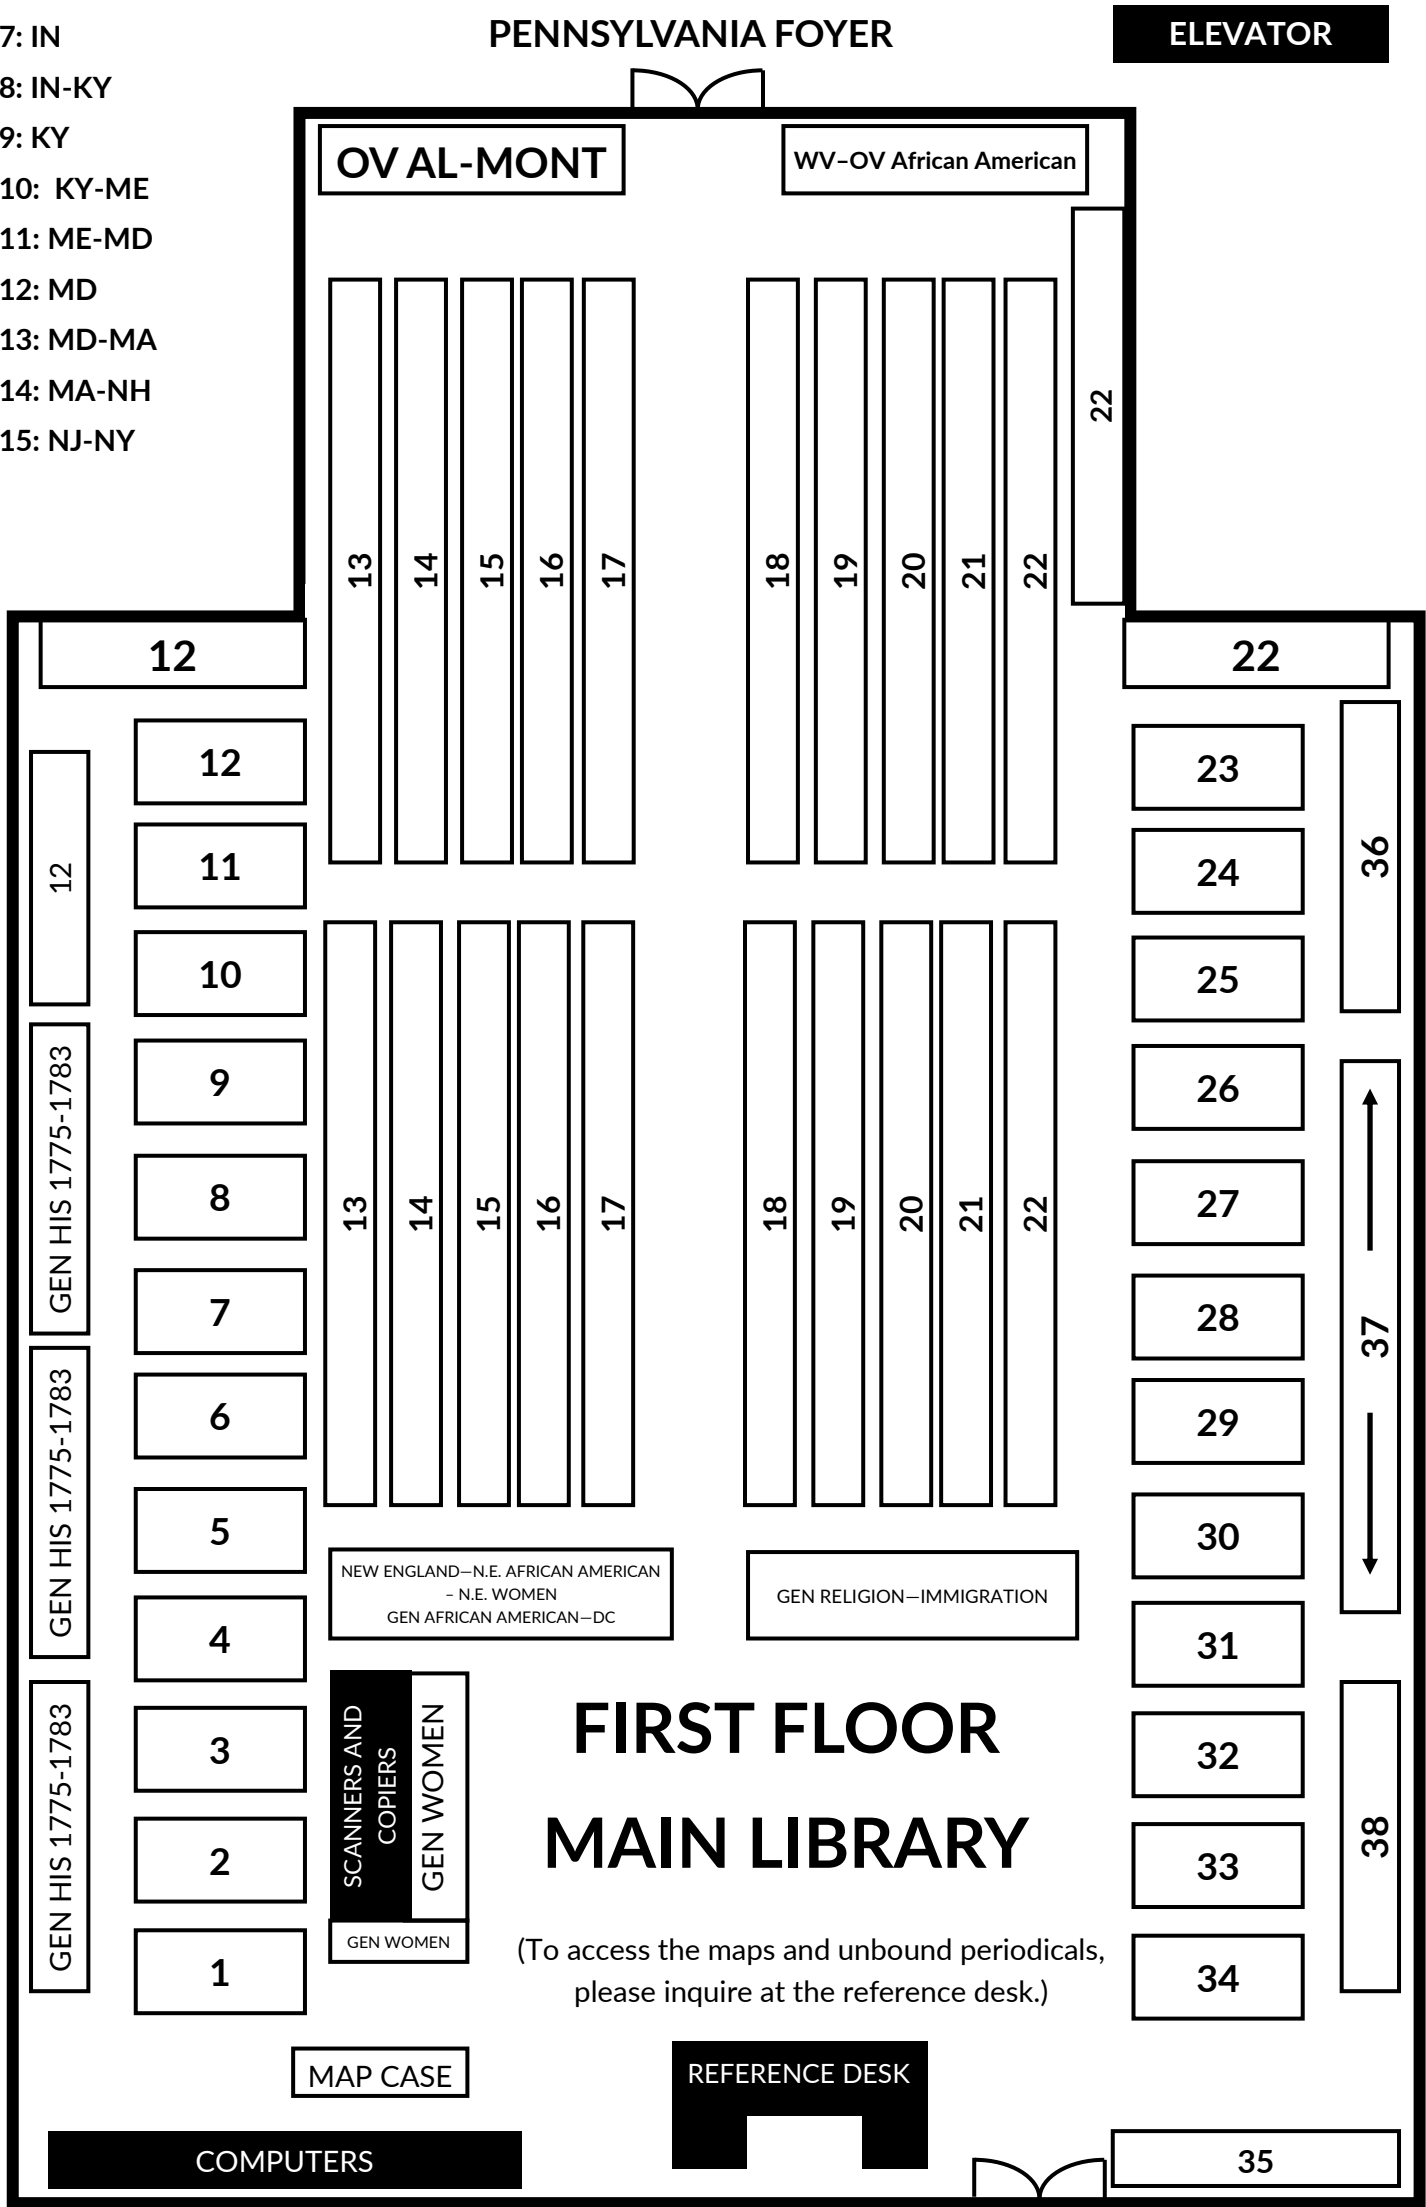 7: IN
8: IN-KY
9: KY
10: KY-ME
11: ME-MD
12: MD
13: MD-MA
14: MA-NH
15: NJ-NY
PENNSYLVANIA FOYER
ELEVATOR
OV AL-MONT
WV–OV African American
22
13
14
15
16
17
18
19
20
21
22
12
22
12
12
11
10
9
8
7
6
5
4
3
2
1
GEN HIS 1775-1783
GEN HIS 1775-1783
GEN HIS 1775-1783
13
14
15
16
17
18
19
20
21
22
23
24
25
26
27
28
29
30
31
32
33
34
36
37
38
NEW ENGLAND—N.E. AFRICAN AMERICAN
– N.E. WOMEN
GEN AFRICAN AMERICAN—DC
GEN RELIGION—IMMIGRATION
SCANNERS AND
COPIERS
GEN WOMEN
GEN WOMEN
FIRST FLOOR
MAIN LIBRARY
(To access the maps and unbound periodicals,
please inquire at the reference desk.)
MAP CASE
REFERENCE DESK
COMPUTERS
35